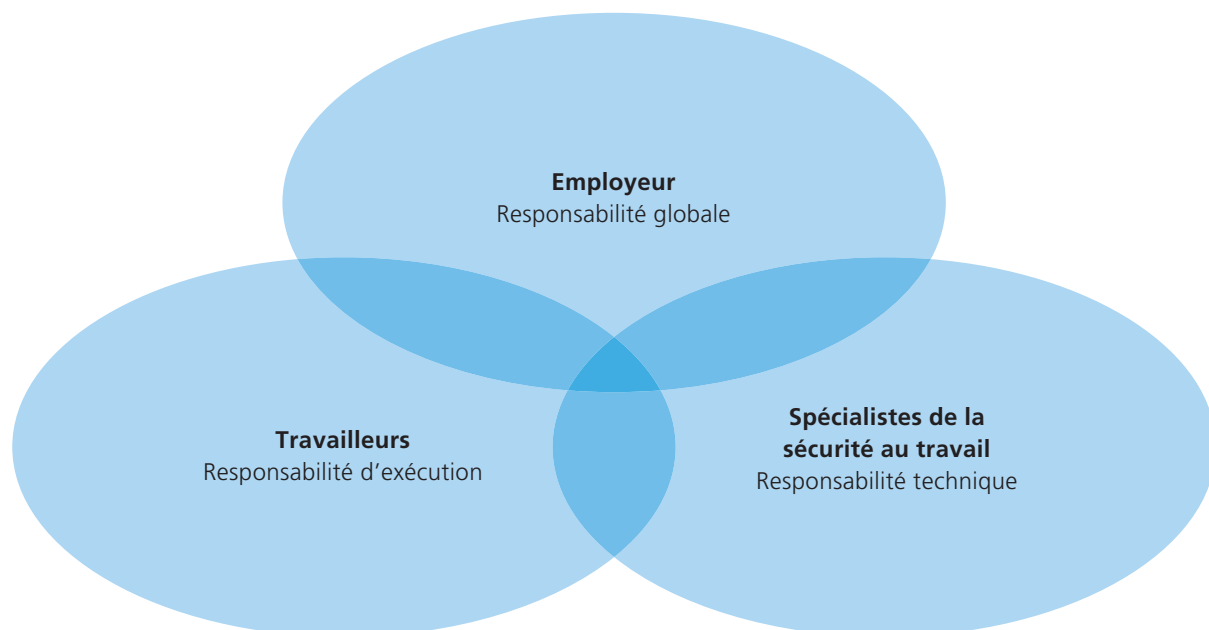 Employeur
Responsabilité globale
Travailleurs
Responsabilité d'exécution
Spécialistes de la
sécurité au travail
Responsabilité technique